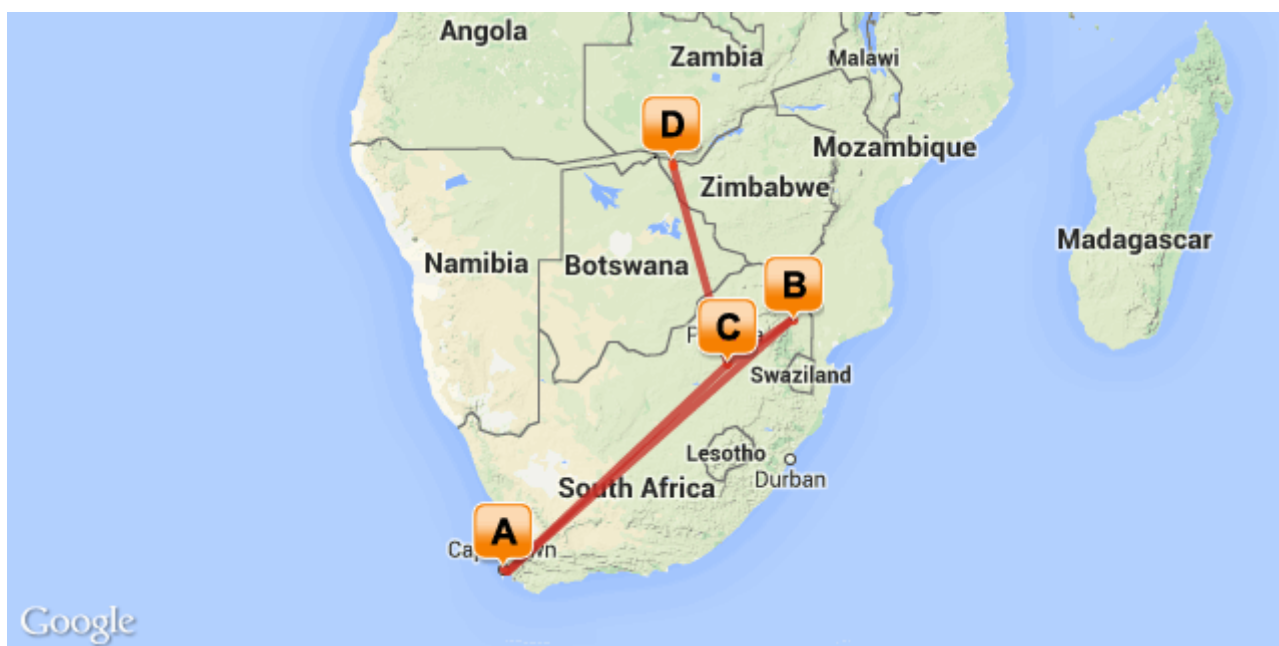 Angola
Zambia
Malawi
D
Mozambique
Zimbabwe
Madagascar
Namibia
Botswana
B
C
Swaziland
Lesotho
Durban
South Africa
A
Google